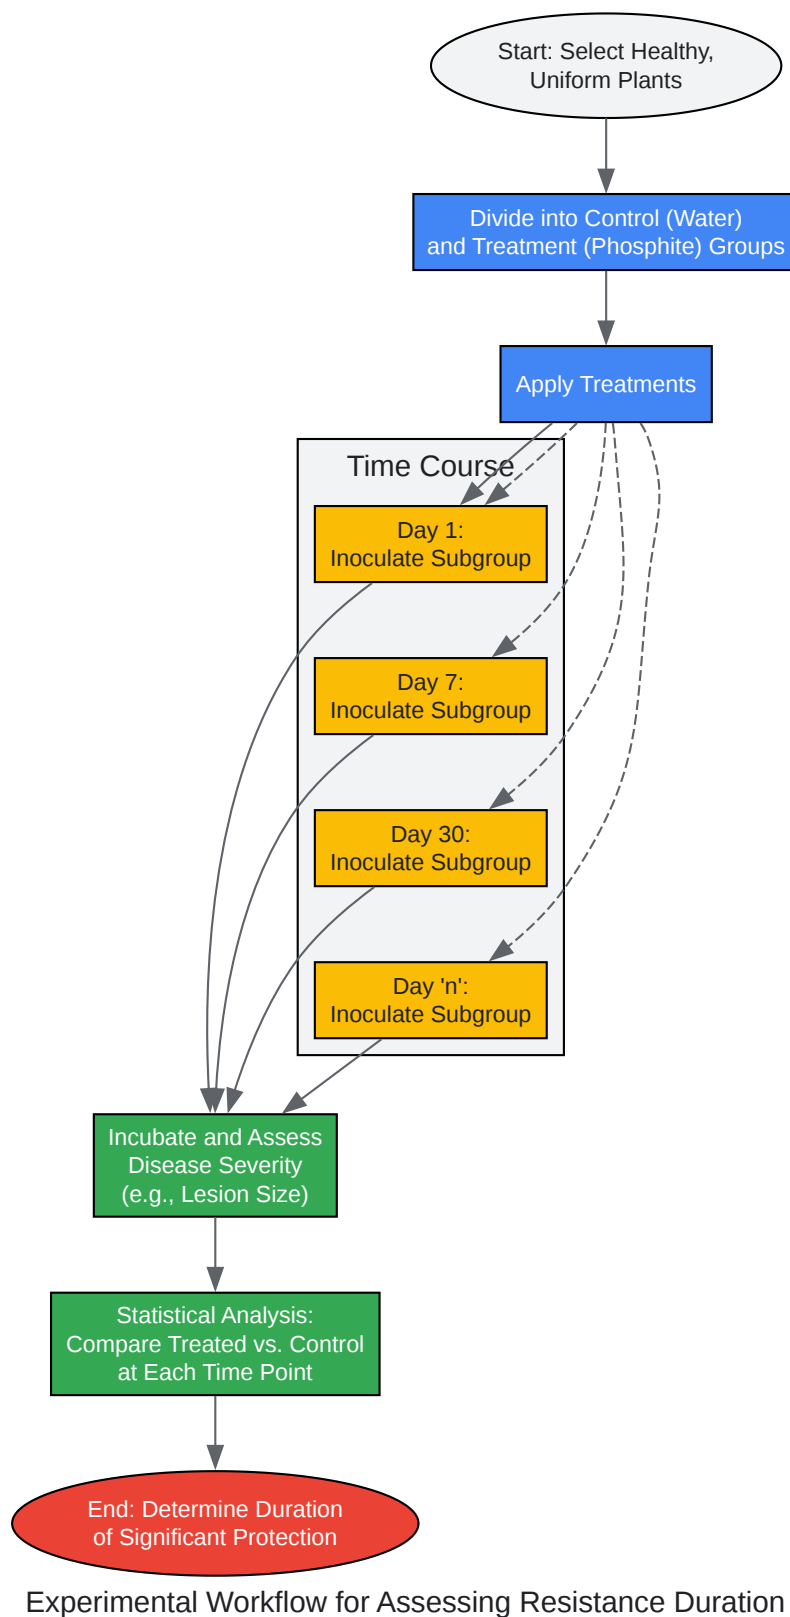 Start: Select Healthy,
Uniform Plants
Divide into Control (Water)
and Treatment (Phosphite) Groups
Apply Treatments
Time Course
Day 1:
Inoculate Subgroup
Day 7:
Inoculate Subgroup
Day 30:
Inoculate Subgroup
Day 'n':
Inoculate Subgroup
Incubate and Assess
Disease Severity
(e.g., Lesion Size)
Statistical Analysis:
Compare Treated vs. Control
at Each Time Point
End: Determine Duration
of Significant Protection
Experimental Workflow for Assessing Resistance Duration